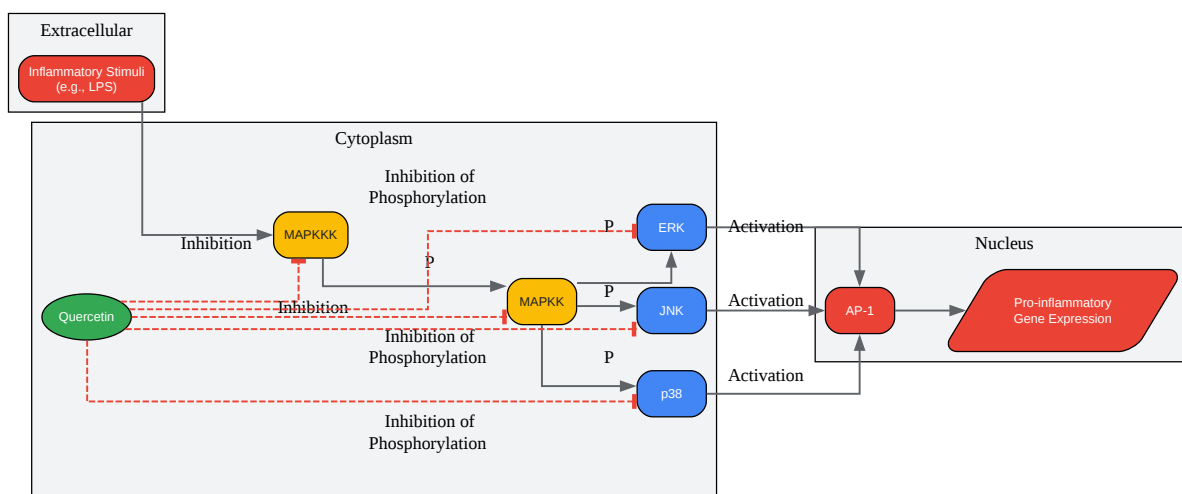 Extracellular
Inflammatory Stimuli
(e.g., LPS)
Cytoplasm
Inhibition of
Phosphorylation
P
ERK
Activation
MAPKKK
Inhibition
Nucleus
P
MAPKK
P
JNK
Activation
AP-1
Pro-inflammatory
Gene Expression
Quercetin
Inhibition
Inhibition of
Phosphorylation
P
p38
Activation
Inhibition of
Phosphorylation